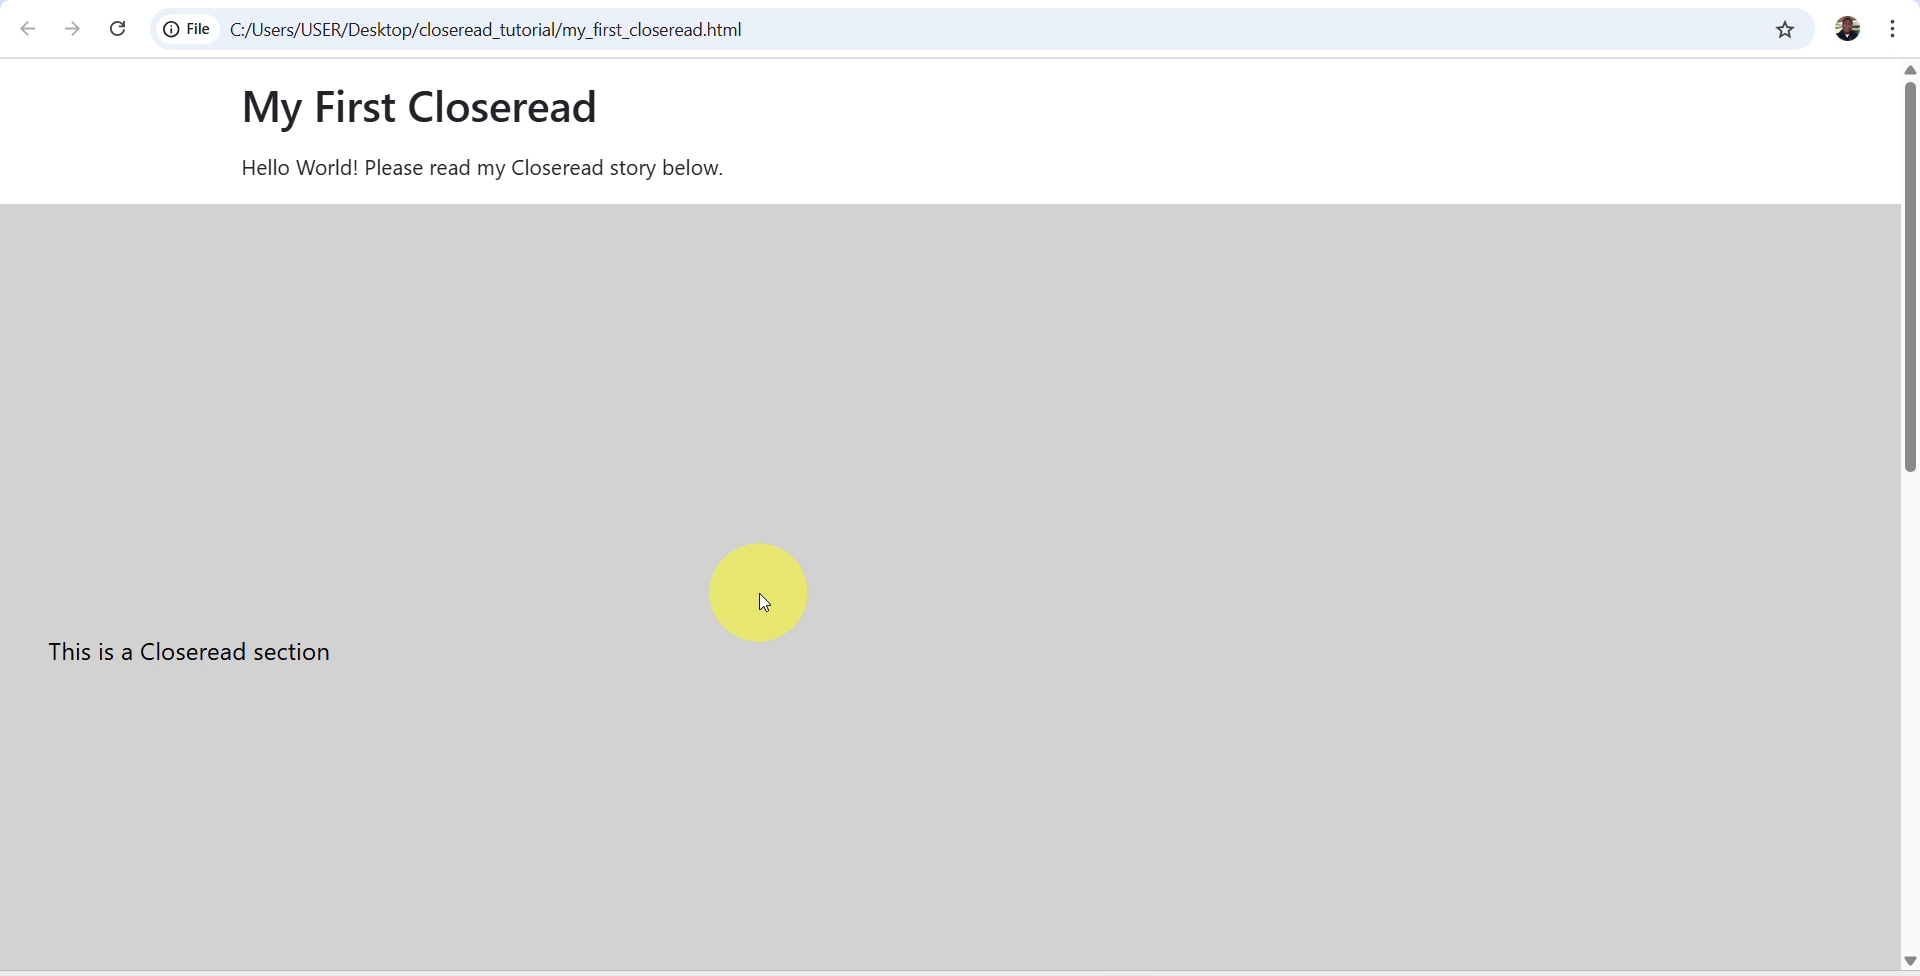 File C:/Users/USER/Desktop/closeread_tutorial/my_first_closeread.html
My First Closeread
Hello World! Please read my Closeread story below.
This is a Closeread section